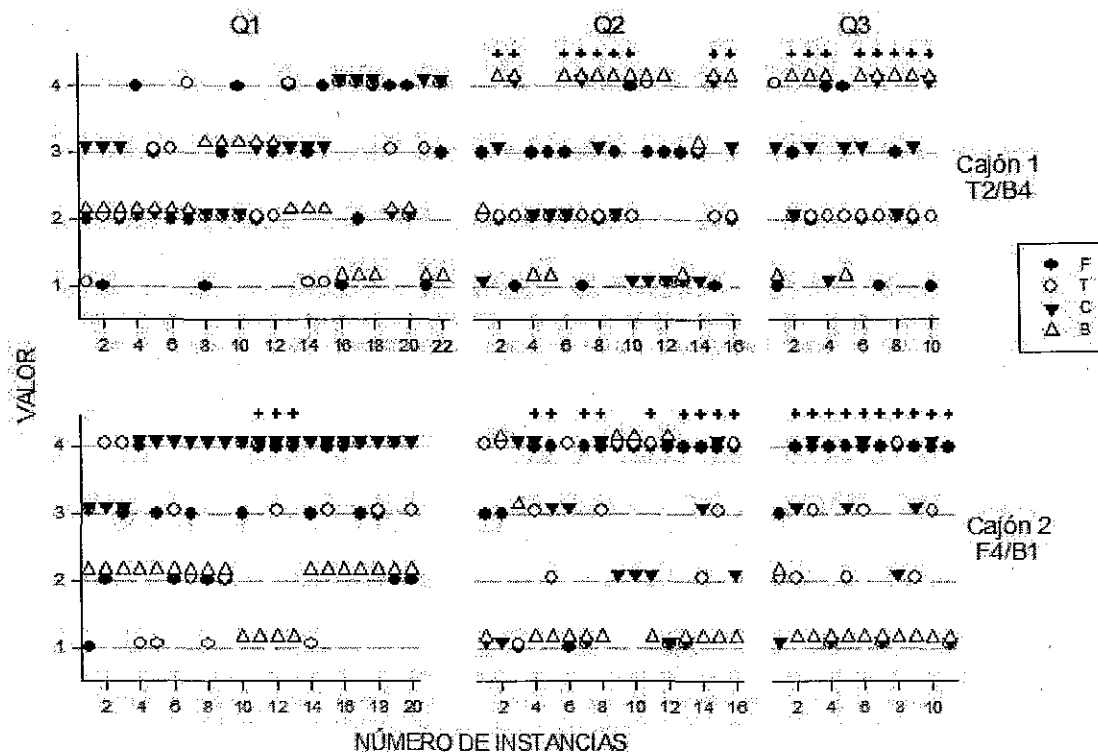 Q1 Q2 Q3
4
3
2
1
2 4 6 8 10 12 14 16 18 20 22
2 4 6 8 10 12 14 16
2 4 6 8 10
Cajón 1
T2/B4
F
T
C
B
VALOR
4
3
2
1
2 4 6 8 10 12 14 16 18 20
2 4 6 8 10 12 14 16
2 4 6 8 10
Cajón 2
F4/B1
NÚMERO DE INSTANCIAS